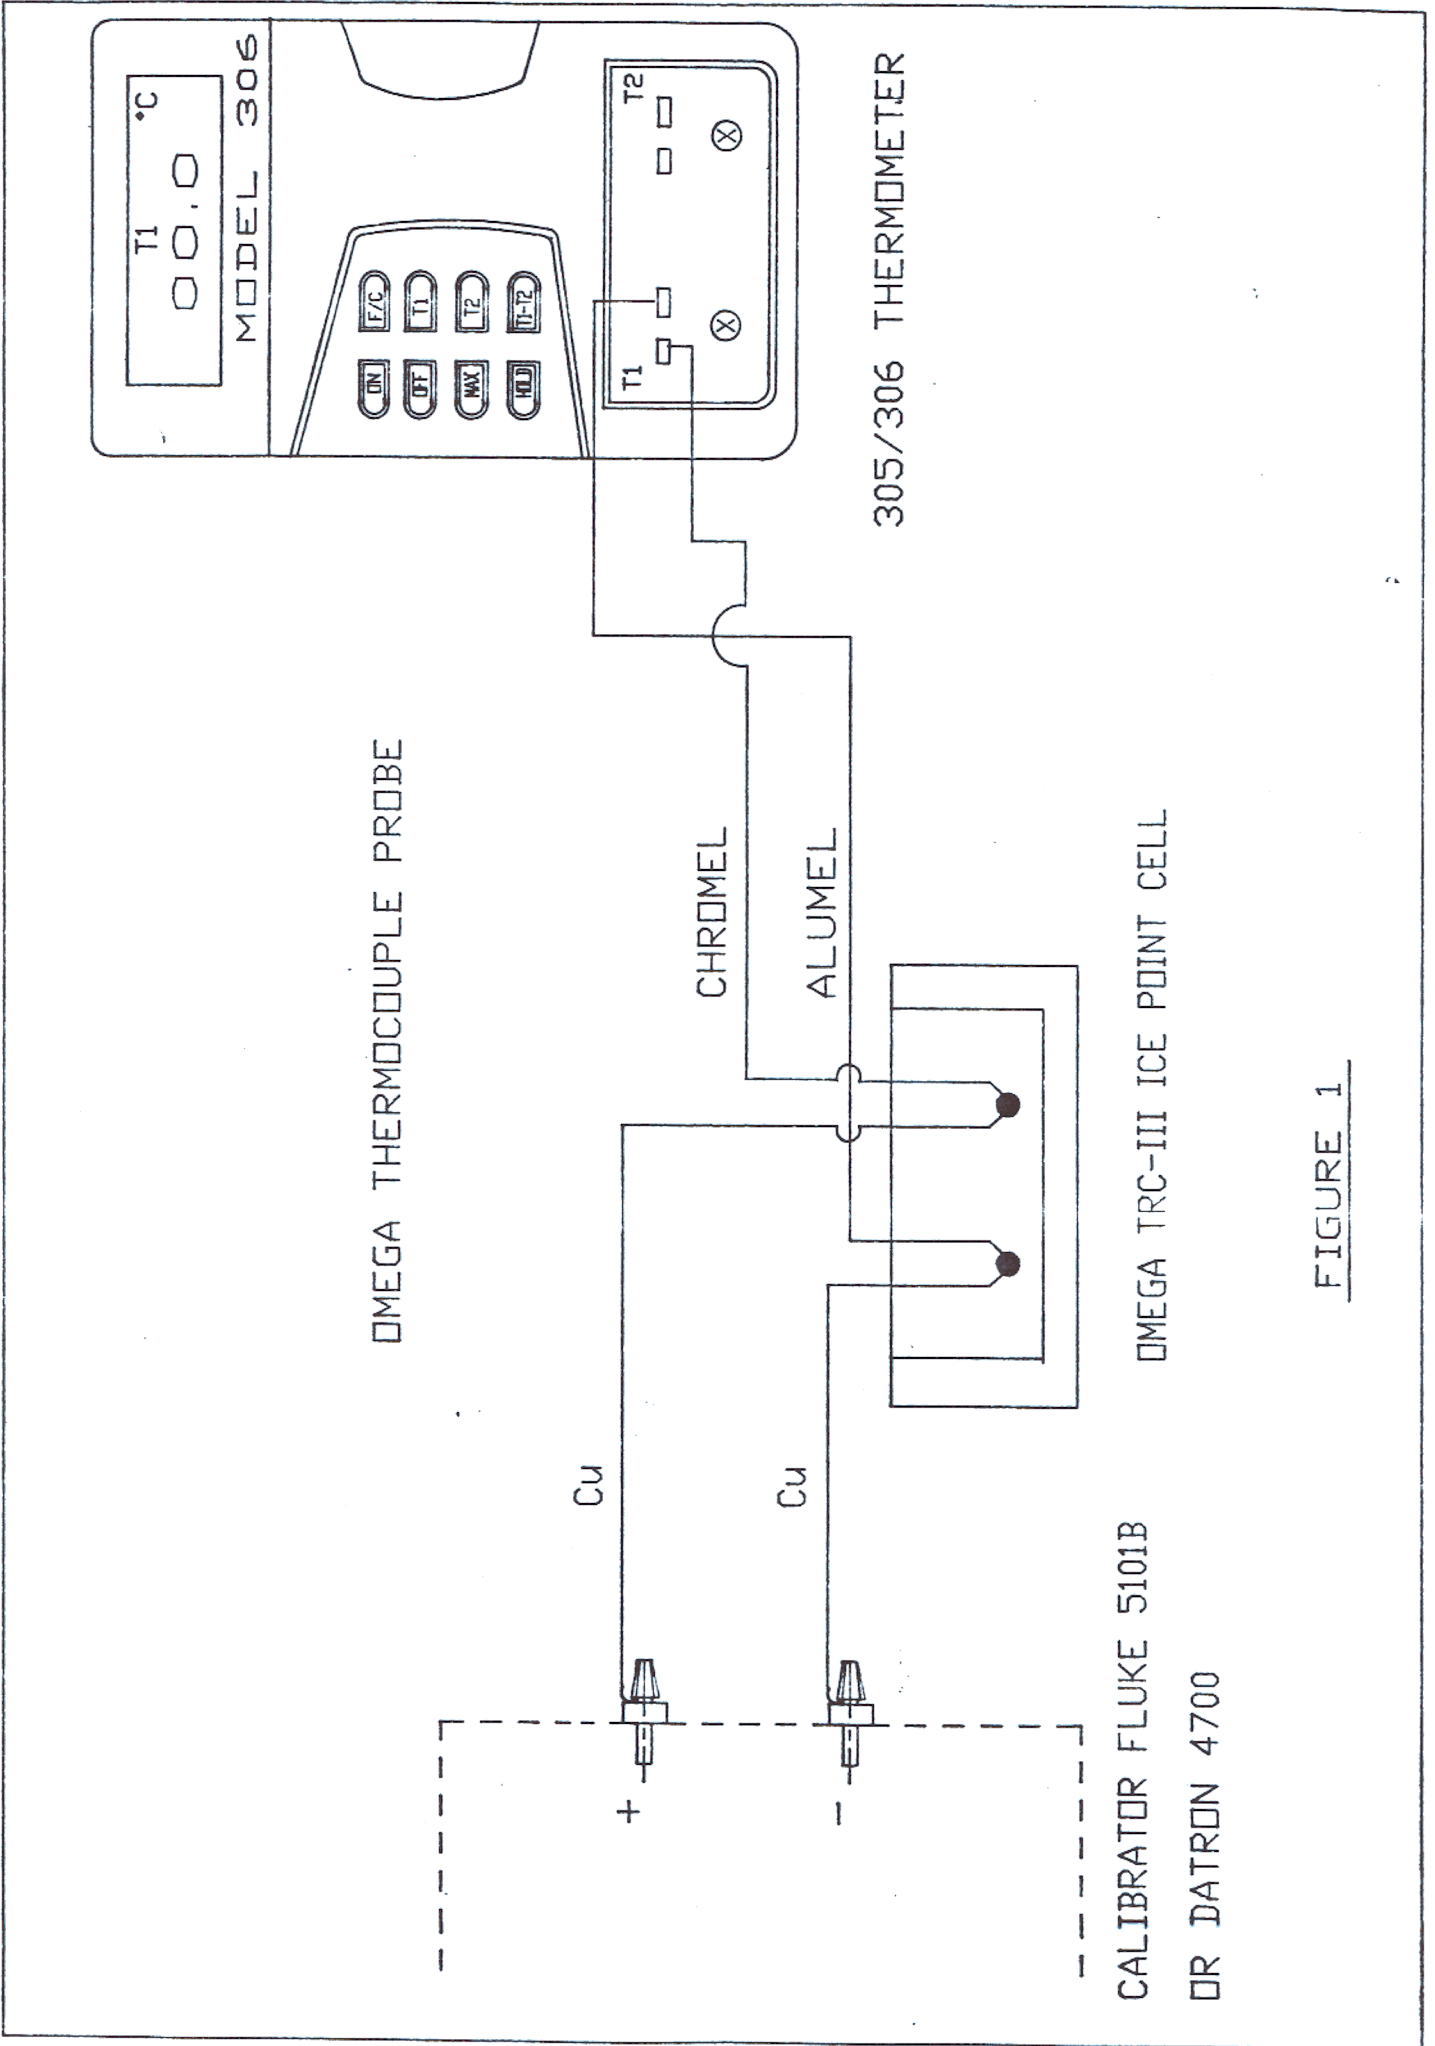 OMEGA THERMOCOUPLE PROBE
T1 °C
00.0
MODEL 306
ON F/C
OFF T1
MAX T2
HOLD T1-T2
T1 T2
305/306 THERMOMETER
Cu
CHROMEL
Cu
ALUMEL
+
-
OMEGA TRC-III ICE POINT CELL
CALIBRATOR FLUKE 5101B
OR DATRON 4700
FIGURE 1